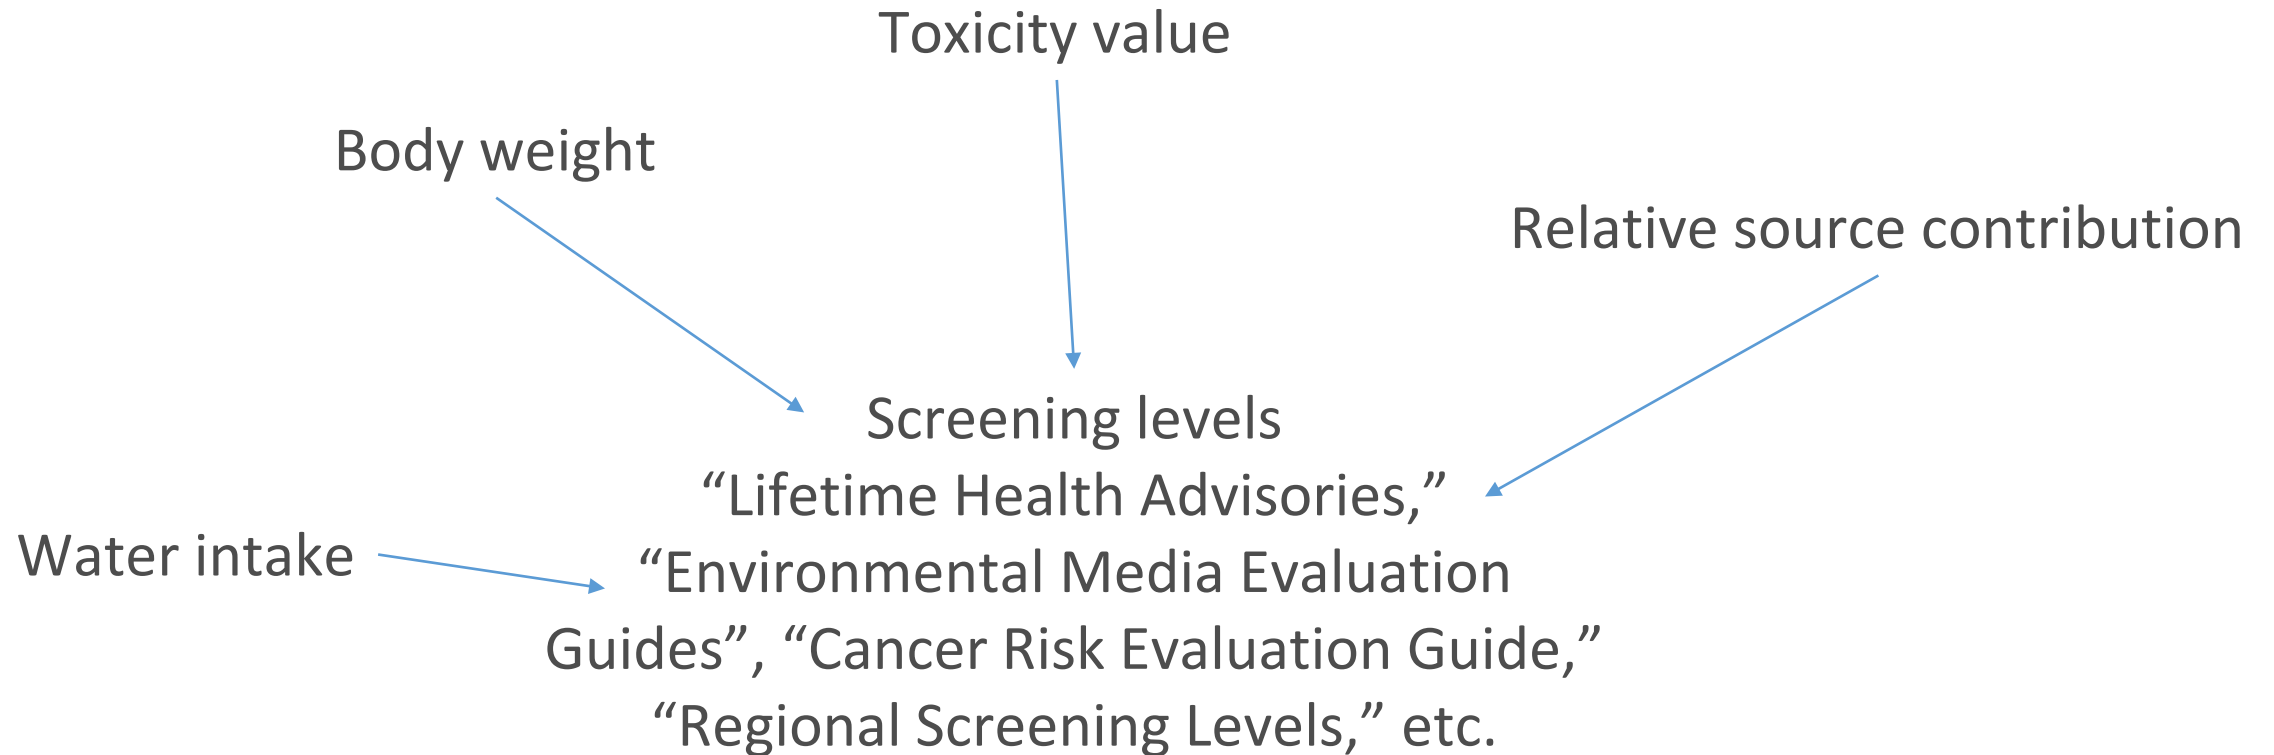 Toxicity value
Body weight
Relative source contribution
Screening levels
“Lifetime Health Advisories,”
Water intake
“Environmental Media Evaluation
Guides”, “Cancer Risk Evaluation Guide,”
“Regional Screening Levels,” etc.